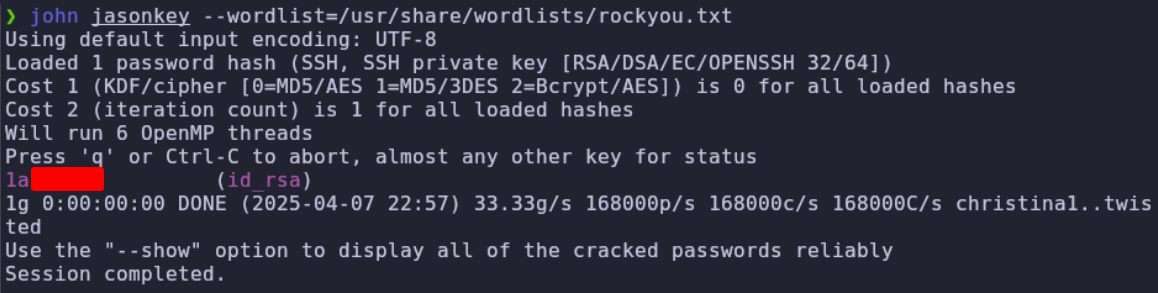 ❯ john jasonkey --wordlist=/usr/share/wordlists/rockyou.txt
Using default input encoding: UTF-8
Loaded 1 password hash (SSH, SSH private key [RSA/DSA/EC/OPENSSH 32/64])
Cost 1 (KDF/cipher [0=MD5/AES 1=MD5/3DES 2=Bcrypt/AES]) is 0 for all loaded hashes
Cost 2 (iteration count) is 1 for all loaded hashes
Will run 6 OpenMP threads
Press 'q' or Ctrl-C to abort, almost any other key for status
1a (id_rsa)
1g 0:00:00:00 DONE (2025-04-07 22:57) 33.33g/s 168000p/s 168000c/s 168000C/s christina1..twis
ted
Use the "--show" option to display all of the cracked passwords reliably
Session completed.